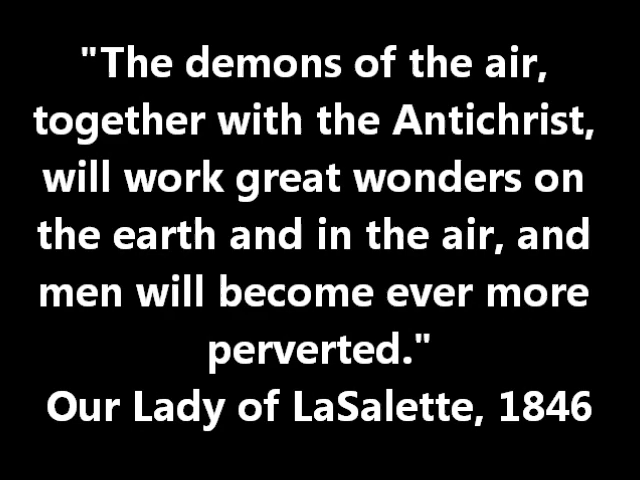 "The demons of the air,
together with the Antichrist,
will work great wonders on
the earth and in the air, and
men will become ever more
perverted."
Our Lady of LaSalette, 1846